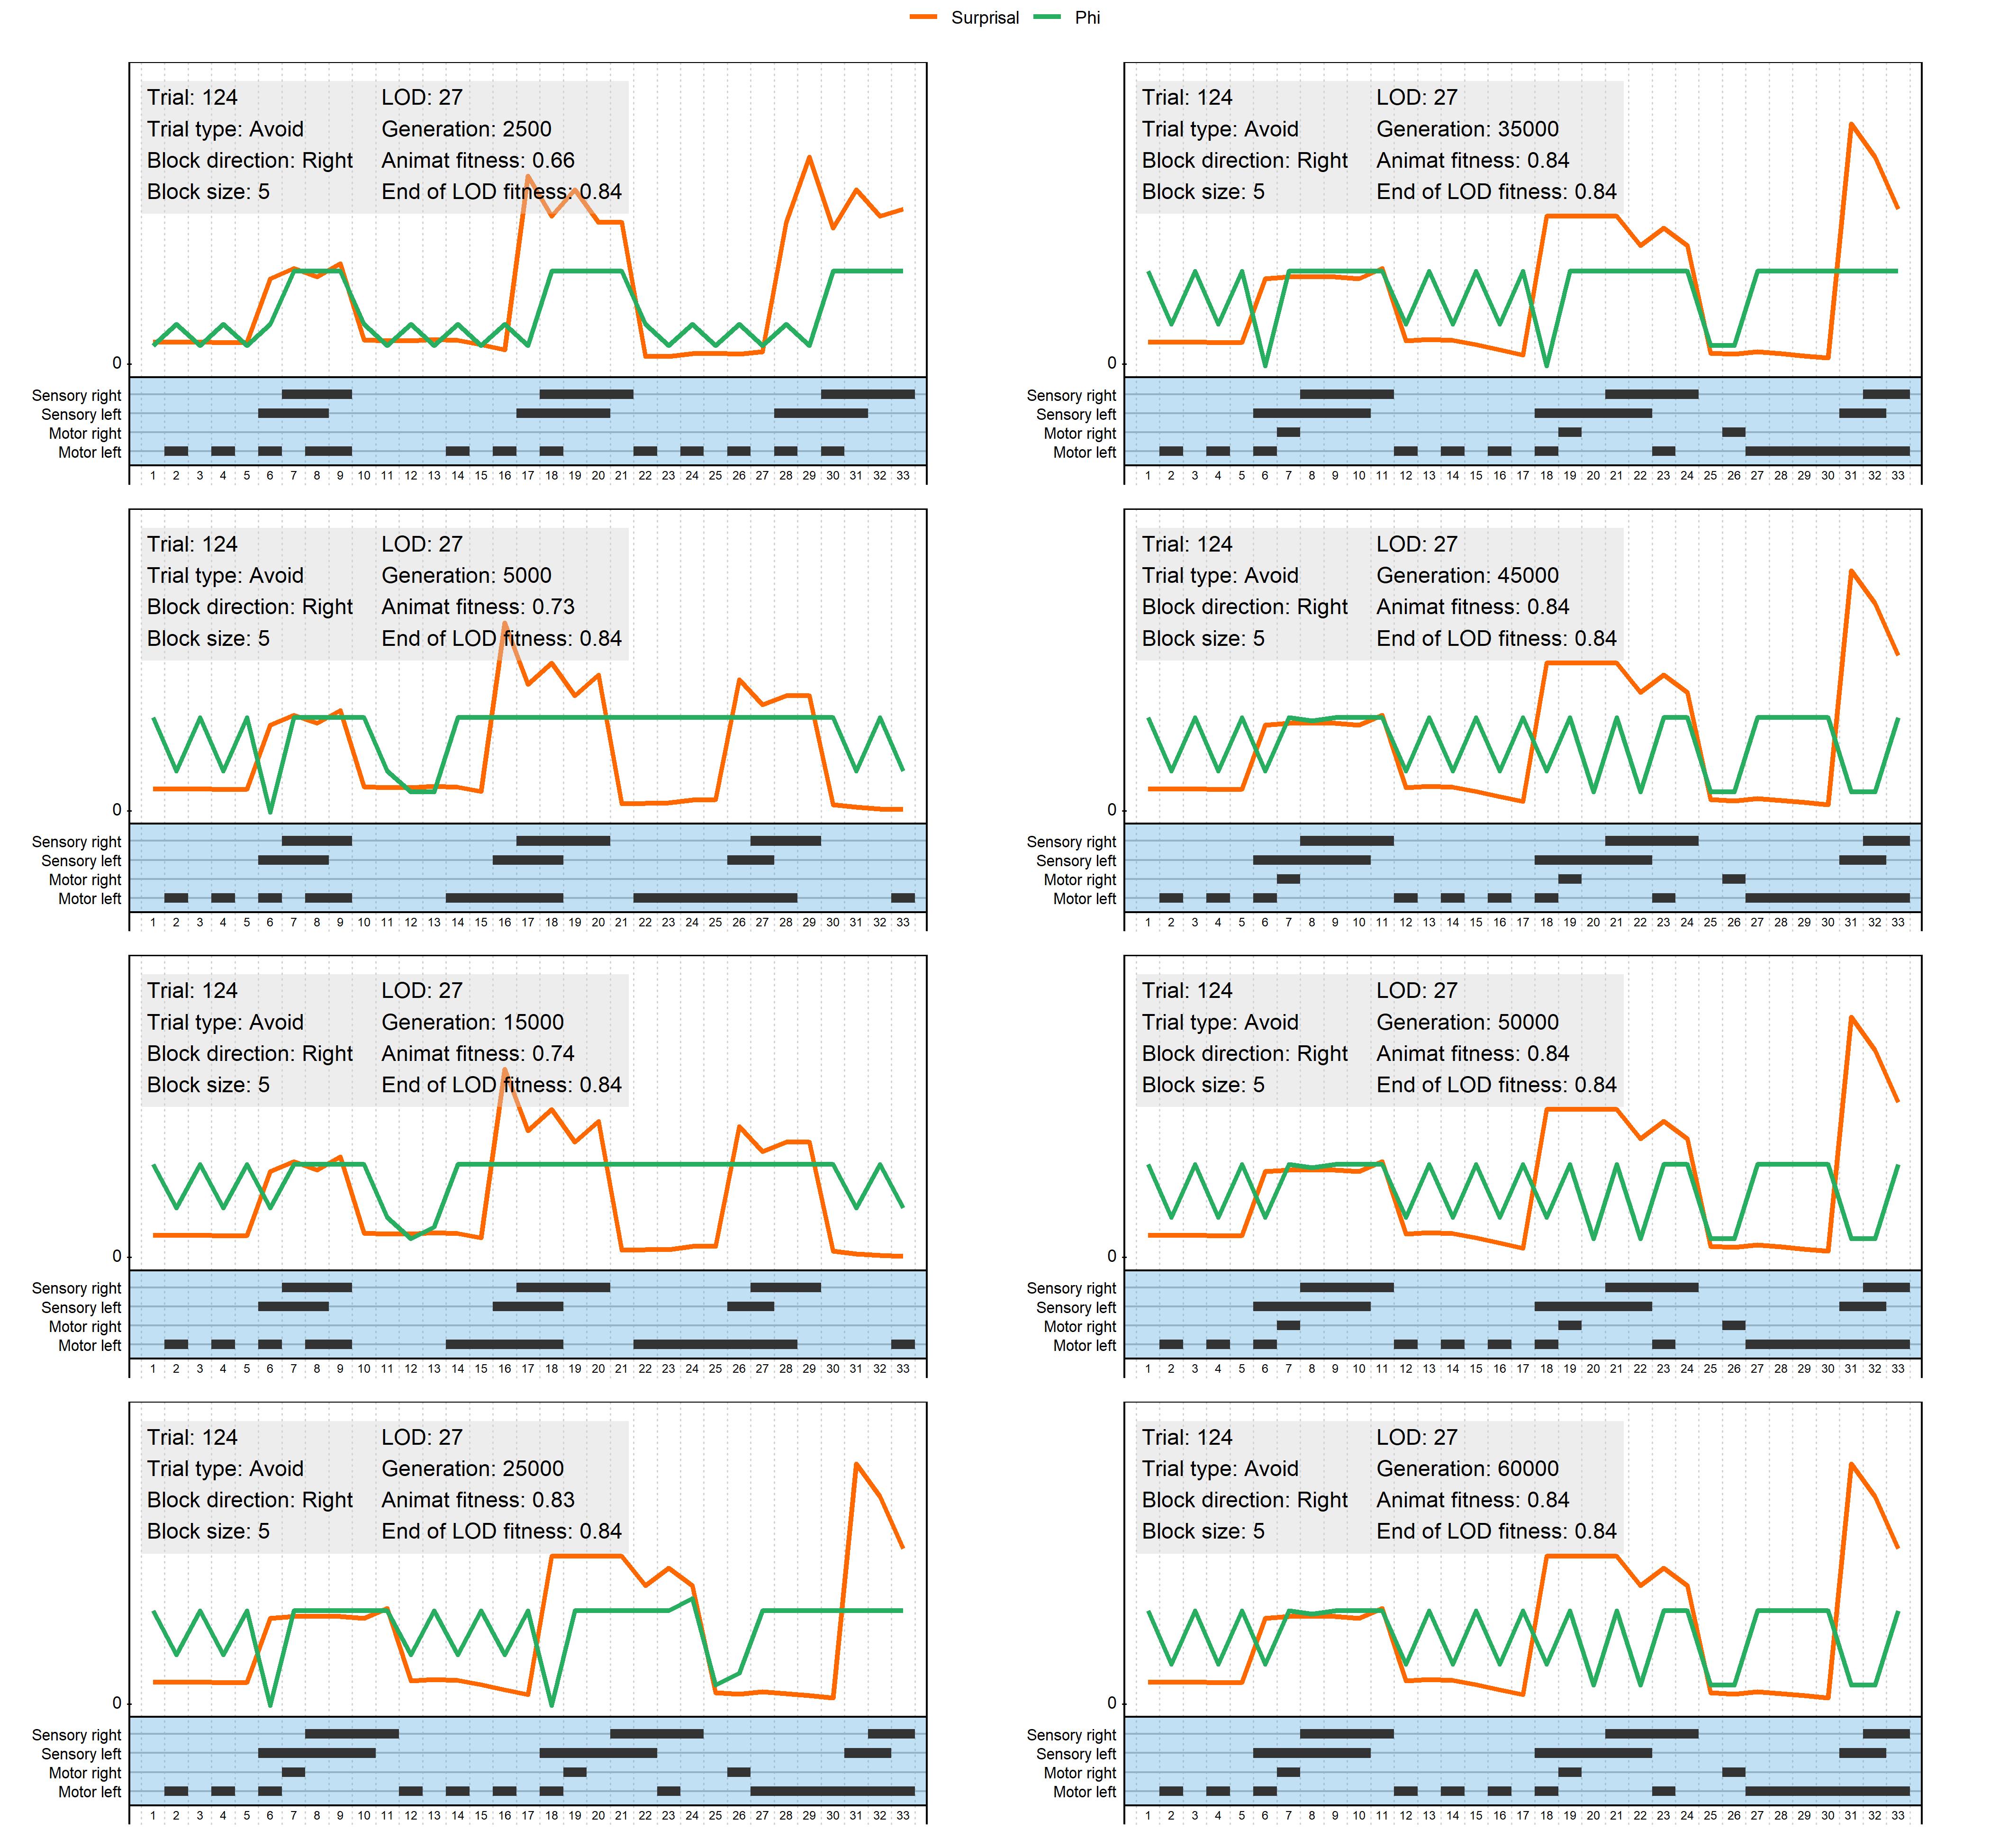 Surprisal Phi
Trial: 124 LOD: 27
Trial type: Avoid Generation: 2500
Block direction: Right Animat fitness: 0.66
Block size: 5 End of LOD fitness: 0.84
0
Sensory right
Sensory left
Motor right
Motor left
1 2 3 4 5 6 7 8 9 10 11 12 13 14 15 16 17 18 19 20 21 22 23 24 25 26 27 28 29 30 31 32 33
Trial: 124 LOD: 27
Trial type: Avoid Generation: 35000
Block direction: Right Animat fitness: 0.84
Block size: 5 End of LOD fitness: 0.84
0
Sensory right
Sensory left
Motor right
Motor left
1 2 3 4 5 6 7 8 9 10 11 12 13 14 15 16 17 18 19 20 21 22 23 24 25 26 27 28 29 30 31 32 33
Trial: 124 LOD: 27
Trial type: Avoid Generation: 5000
Block direction: Right Animat fitness: 0.73
Block size: 5 End of LOD fitness: 0.84
0
Sensory right
Sensory left
Motor right
Motor left
1 2 3 4 5 6 7 8 9 10 11 12 13 14 15 16 17 18 19 20 21 22 23 24 25 26 27 28 29 30 31 32 33
Trial: 124 LOD: 27
Trial type: Avoid Generation: 45000
Block direction: Right Animat fitness: 0.84
Block size: 5 End of LOD fitness: 0.84
0
Sensory right
Sensory left
Motor right
Motor left
1 2 3 4 5 6 7 8 9 10 11 12 13 14 15 16 17 18 19 20 21 22 23 24 25 26 27 28 29 30 31 32 33
Trial: 124 LOD: 27
Trial type: Avoid Generation: 15000
Block direction: Right Animat fitness: 0.74
Block size: 5 End of LOD fitness: 0.84
0
Sensory right
Sensory left
Motor right
Motor left
1 2 3 4 5 6 7 8 9 10 11 12 13 14 15 16 17 18 19 20 21 22 23 24 25 26 27 28 29 30 31 32 33
Trial: 124 LOD: 27
Trial type: Avoid Generation: 50000
Block direction: Right Animat fitness: 0.84
Block size: 5 End of LOD fitness: 0.84
0
Sensory right
Sensory left
Motor right
Motor left
1 2 3 4 5 6 7 8 9 10 11 12 13 14 15 16 17 18 19 20 21 22 23 24 25 26 27 28 29 30 31 32 33
Trial: 124 LOD: 27
Trial type: Avoid Generation: 25000
Block direction: Right Animat fitness: 0.83
Block size: 5 End of LOD fitness: 0.84
0
Sensory right
Sensory left
Motor right
Motor left
1 2 3 4 5 6 7 8 9 10 11 12 13 14 15 16 17 18 19 20 21 22 23 24 25 26 27 28 29 30 31 32 33
Trial: 124 LOD: 27
Trial type: Avoid Generation: 60000
Block direction: Right Animat fitness: 0.84
Block size: 5 End of LOD fitness: 0.84
0
Sensory right
Sensory left
Motor right
Motor left
1 2 3 4 5 6 7 8 9 10 11 12 13 14 15 16 17 18 19 20 21 22 23 24 25 26 27 28 29 30 31 32 33